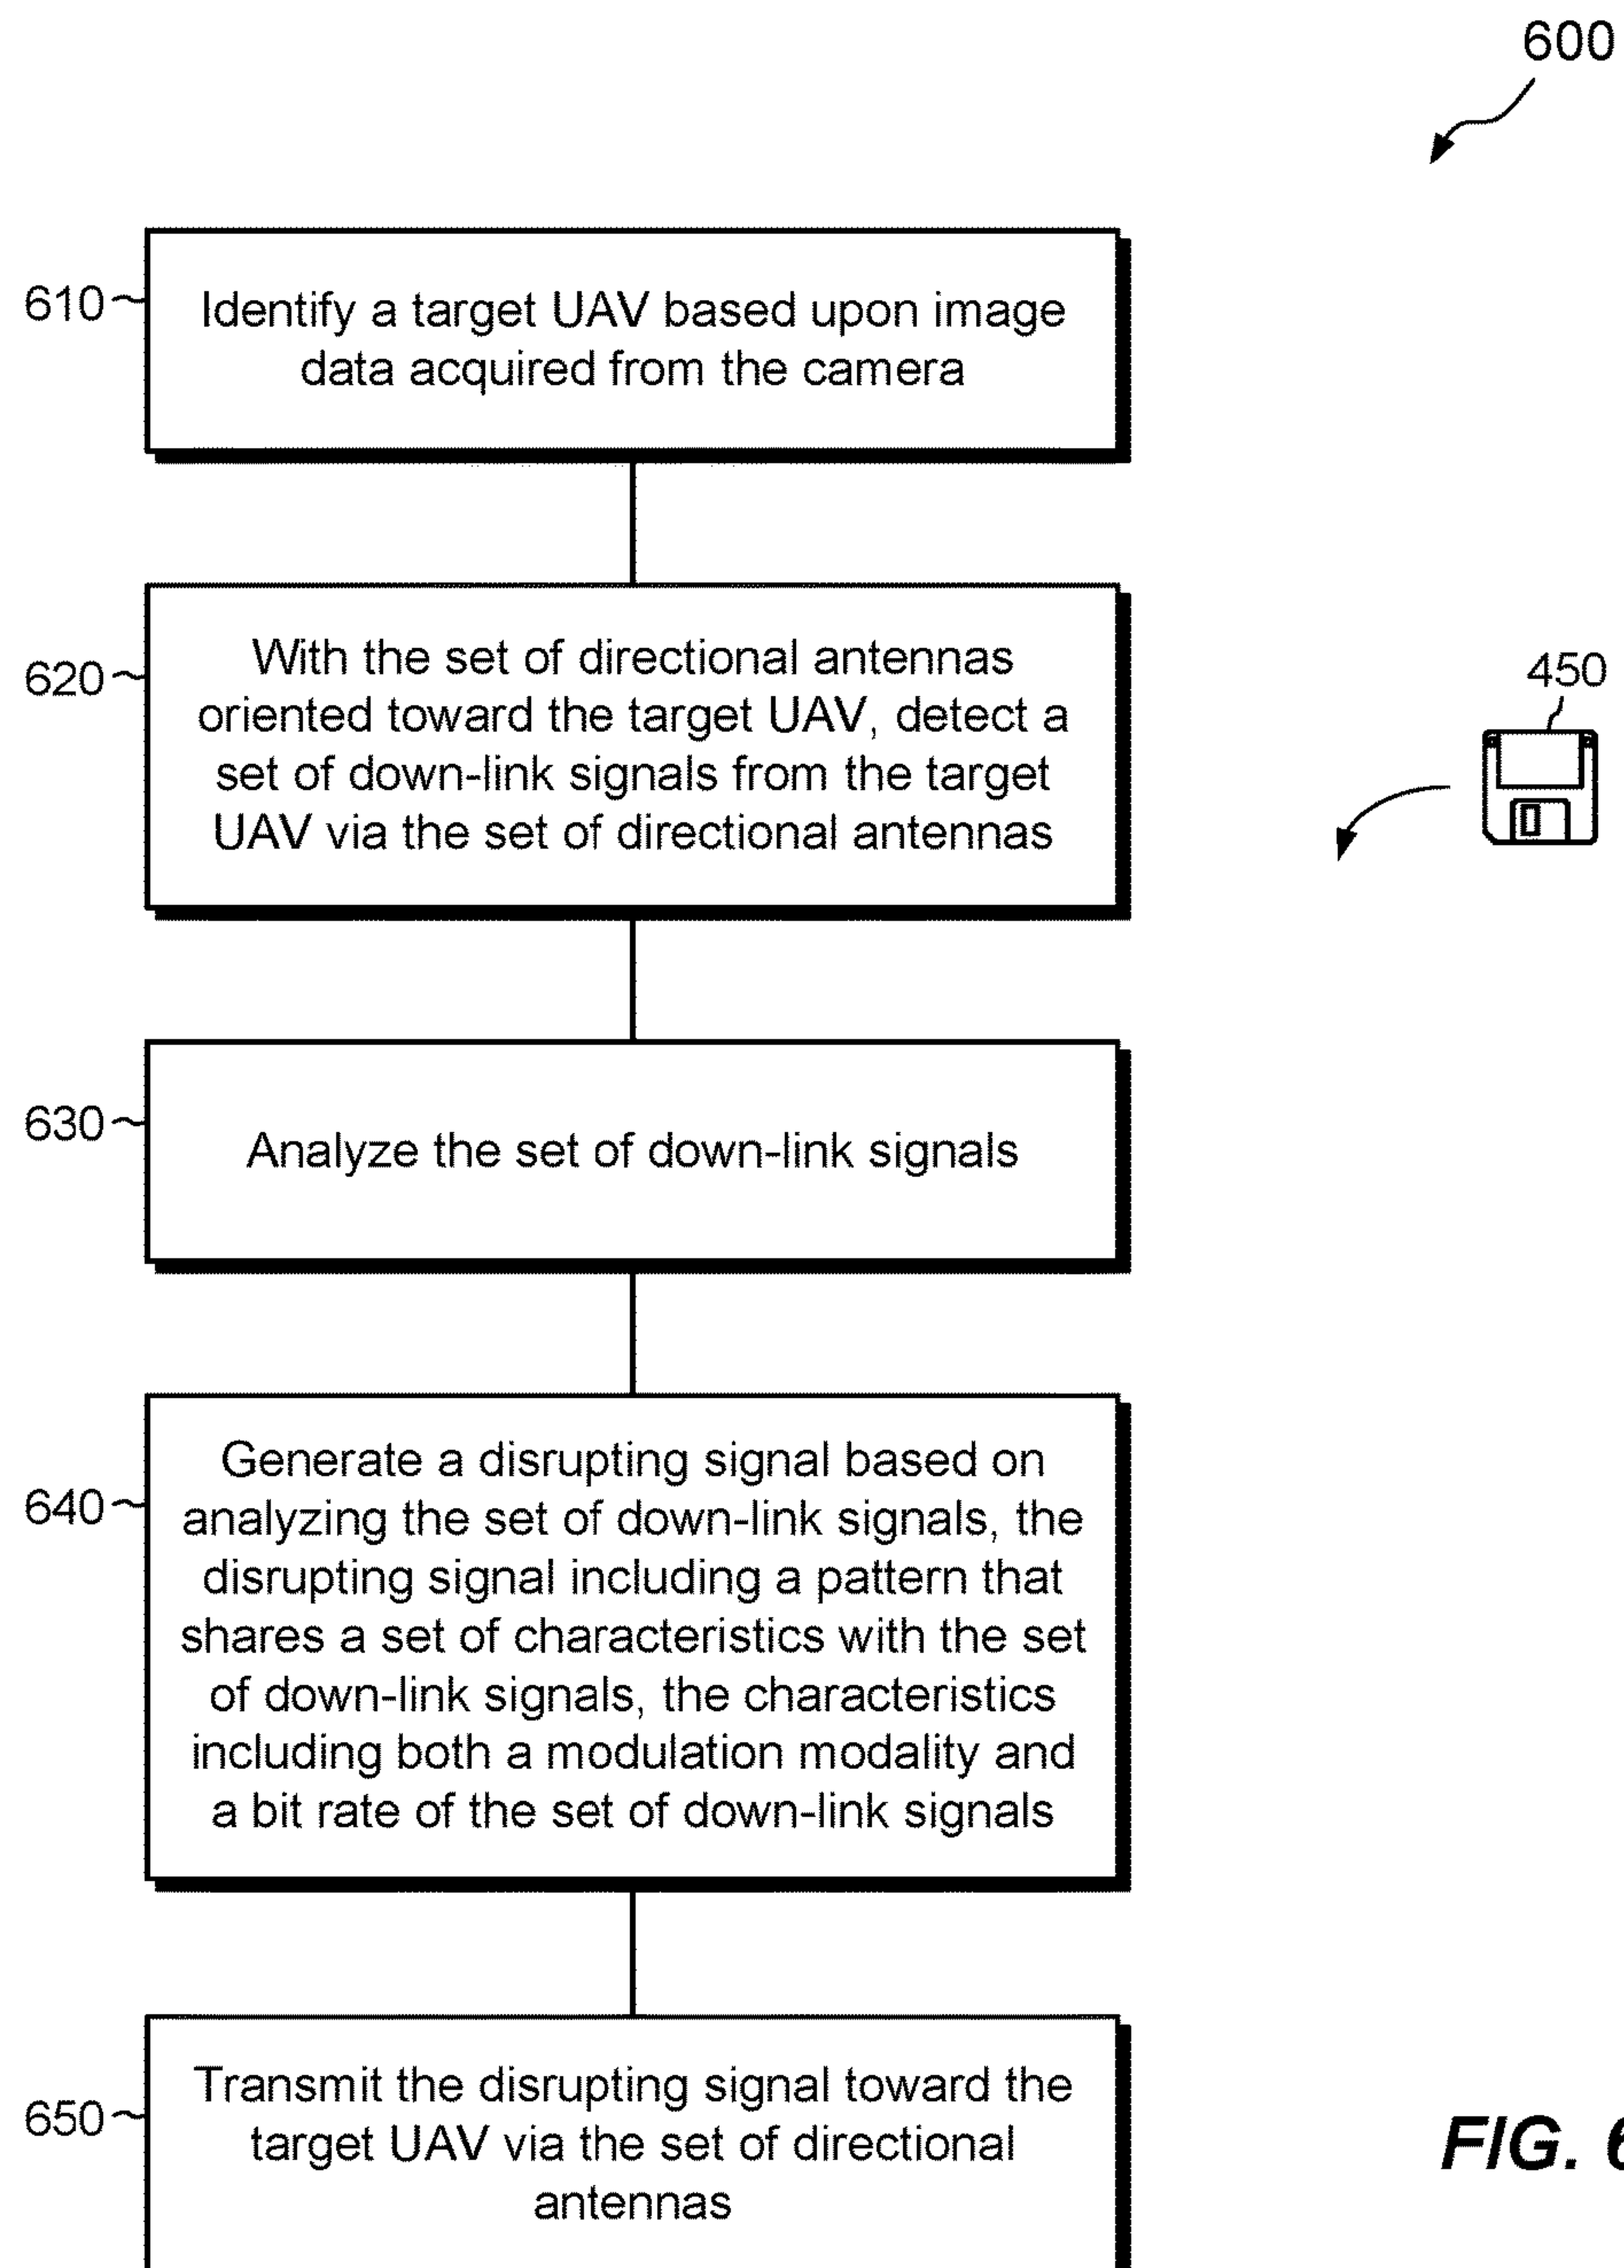 600
610
Identify a target UAV based upon image
data acquired from the camera
620
With the set of directional antennas
oriented toward the target UAV, detect a
set of down-link signals from the target
UAV via the set of directional antennas
450
630
Analyze the set of down-link signals
640
Generate a disrupting signal based on
analyzing the set of down-link signals, the
disrupting signal including a pattern that
shares a set of characteristics with the set
of down-link signals, the characteristics
including both a modulation modality and
a bit rate of the set of down-link signals
650
Transmit the disrupting signal toward the
target UAV via the set of directional
antennas
FIG. 6